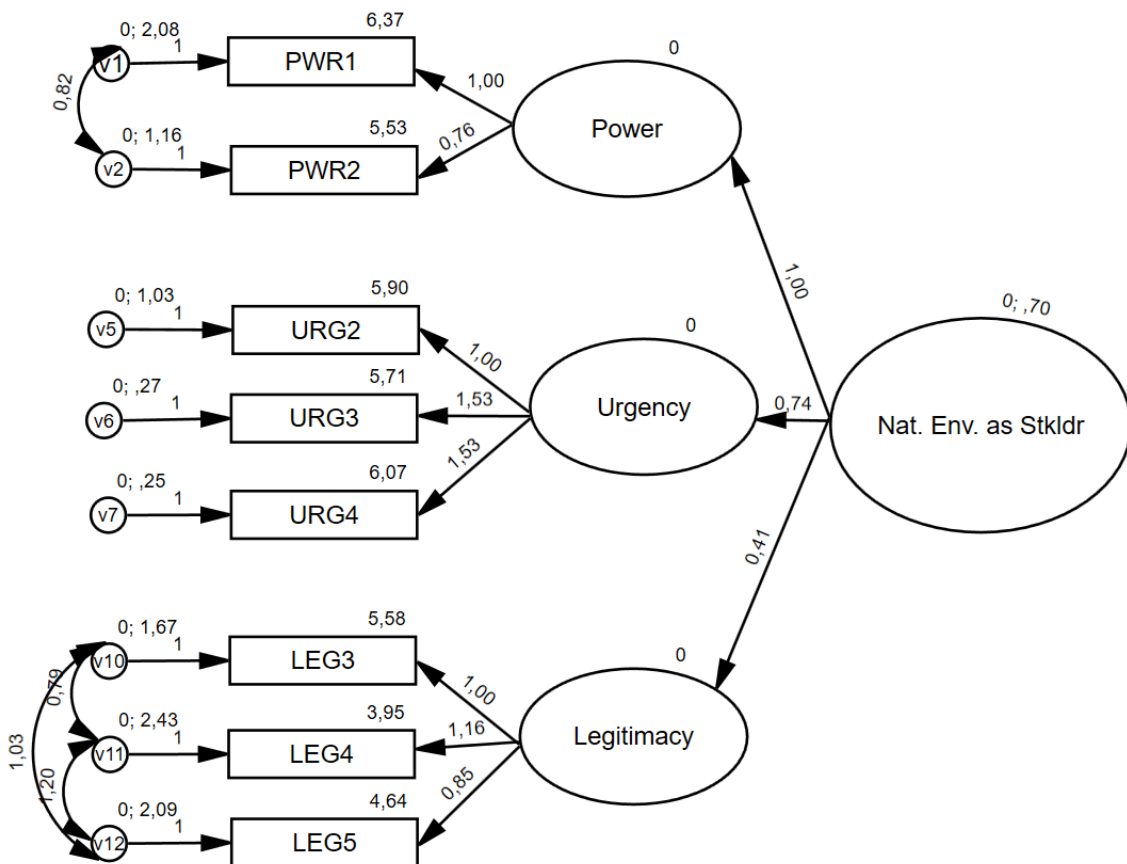 6,37
0; 2,08
1
v1
PWR1
0
1,00
0,82
Power
5,53
0; 1,16
1
v2
PWR2
0,76
1,00
5,90
0; 1,03
1
v5
URG2
0
1,00
0; ,70
5,71
0; ,27
1
v6
URG3
1,53
Urgency
0,74
Nat. Env. as Stkldr
6,07
0; ,25
1
v7
URG4
1,53
0,41
5,58
0; 1,67
1
v10
LEG3
0
1,00
0,79
3,95
0; 2,43
1
v11
LEG4
1,16
Legitimacy
1,03
1,20
4,64
0; 2,09
1
v12
LEG5
0,85